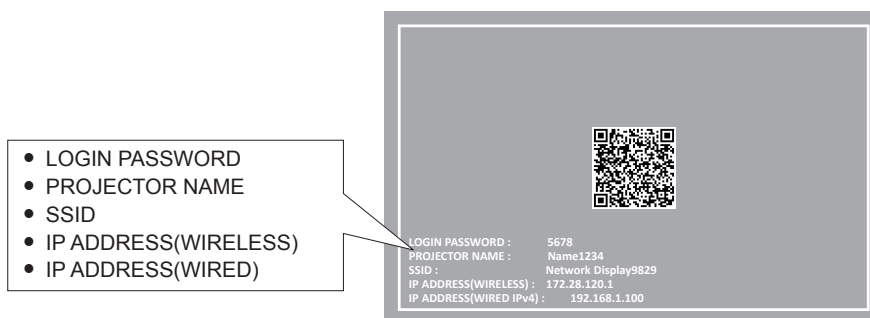 ● LOGIN PASSWORD
● PROJECTOR NAME
● SSID
● IP ADDRESS(WIRELESS)
● IP ADDRESS(WIRED)
LOGIN PASSWORD : 5678
PROJECTOR NAME : Name1234
SSID : Network Display9829
IP ADDRESS(WIRELESS) : 172.28.120.1
IP ADDRESS(WIRED IPv4) : 192.168.1.100